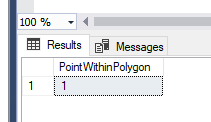 100 %
Results Messages
PointWithinPolygon
1 1